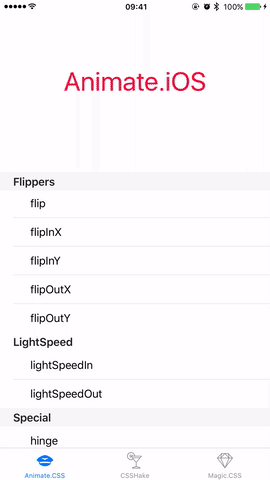 09:41 100%
Animate.iOS
Flippers
flip
flipInX
flipInY
flipOutX
flipOutY
LightSpeed
lightSpeedIn
lightSpeedOut
Special
hinge
Animate.CSS CSSHake Magic.CSS